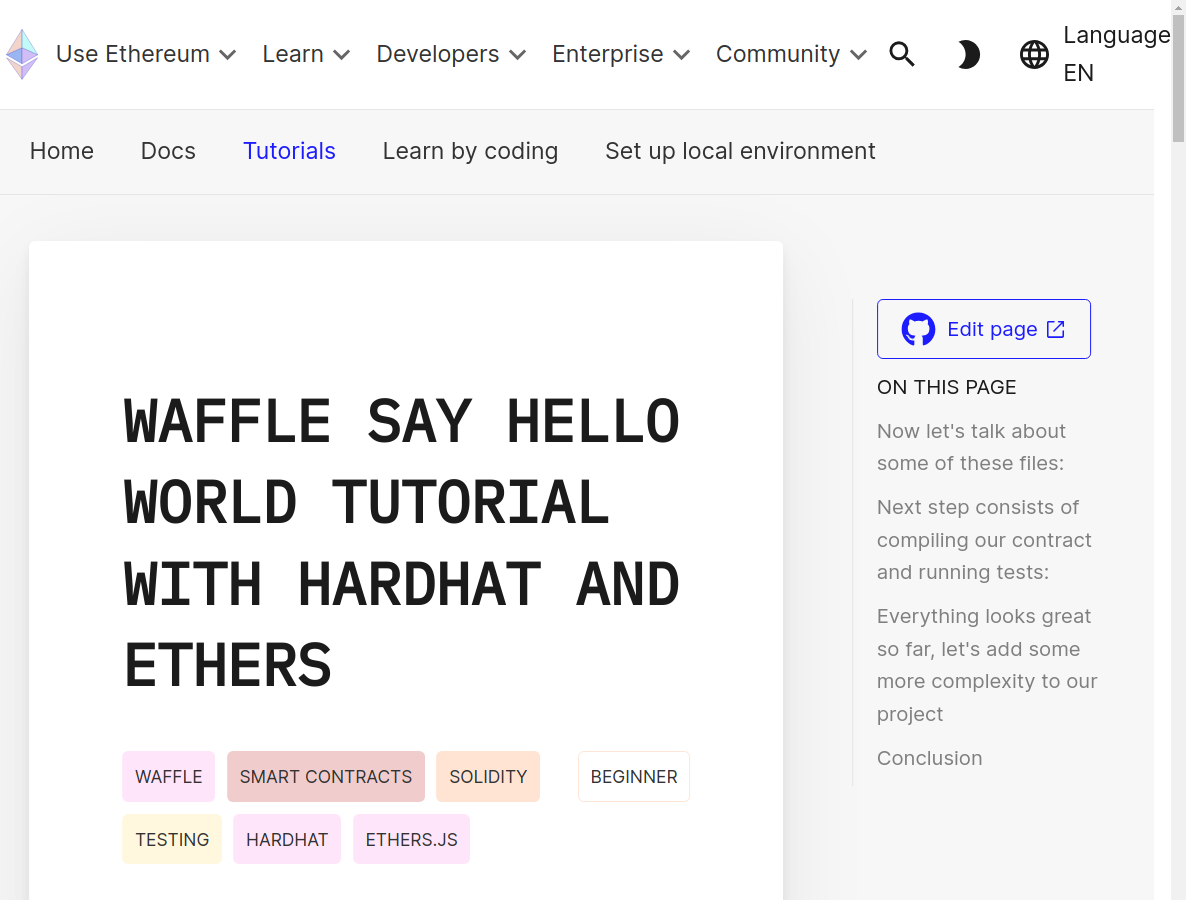 Use Ethereum
Learn
Developers
Enterprise
Community
Language
EN
Home
Docs
Tutorials
Learn by coding
Set up local environment
WAFFLE SAY HELLO
WORLD TUTORIAL
WITH HARDHAT AND
ETHERS
WAFFLE
SMART CONTRACTS
SOLIDITY
BEGINNER
TESTING
HARDHAT
ETHERS.JS
Edit page
ON THIS PAGE
Now let's talk about
some of these files:
Next step consists of
compiling our contract
and running tests:
Everything looks great
so far, let's add some
more complexity to our
project
Conclusion